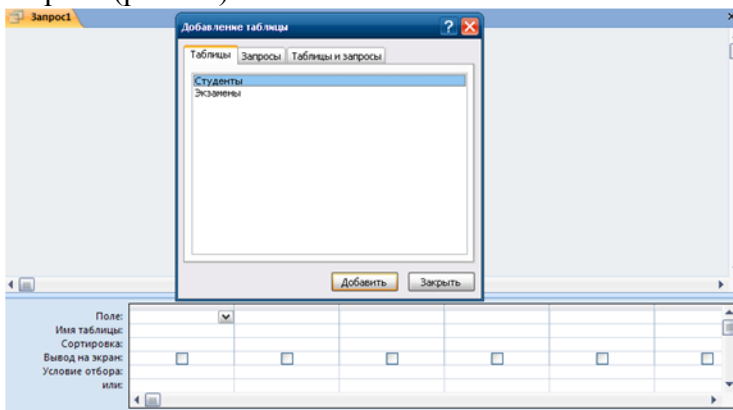 Запрос1
Добавление таблицы
Таблицы Запросы Таблицы и запросы
Студенты
Экзамены
Добавить Закрыть
Поле:
Имя таблицы:
Сортировка:
Вывод на экран:
Условие отбора:
или: